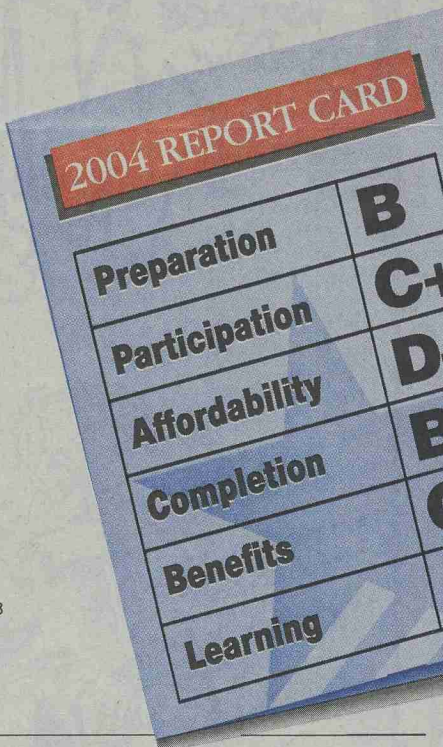 2004 REPORT CARD
Preparation B
Participation C+
Affordability D
Completion B
Benefits
Learning